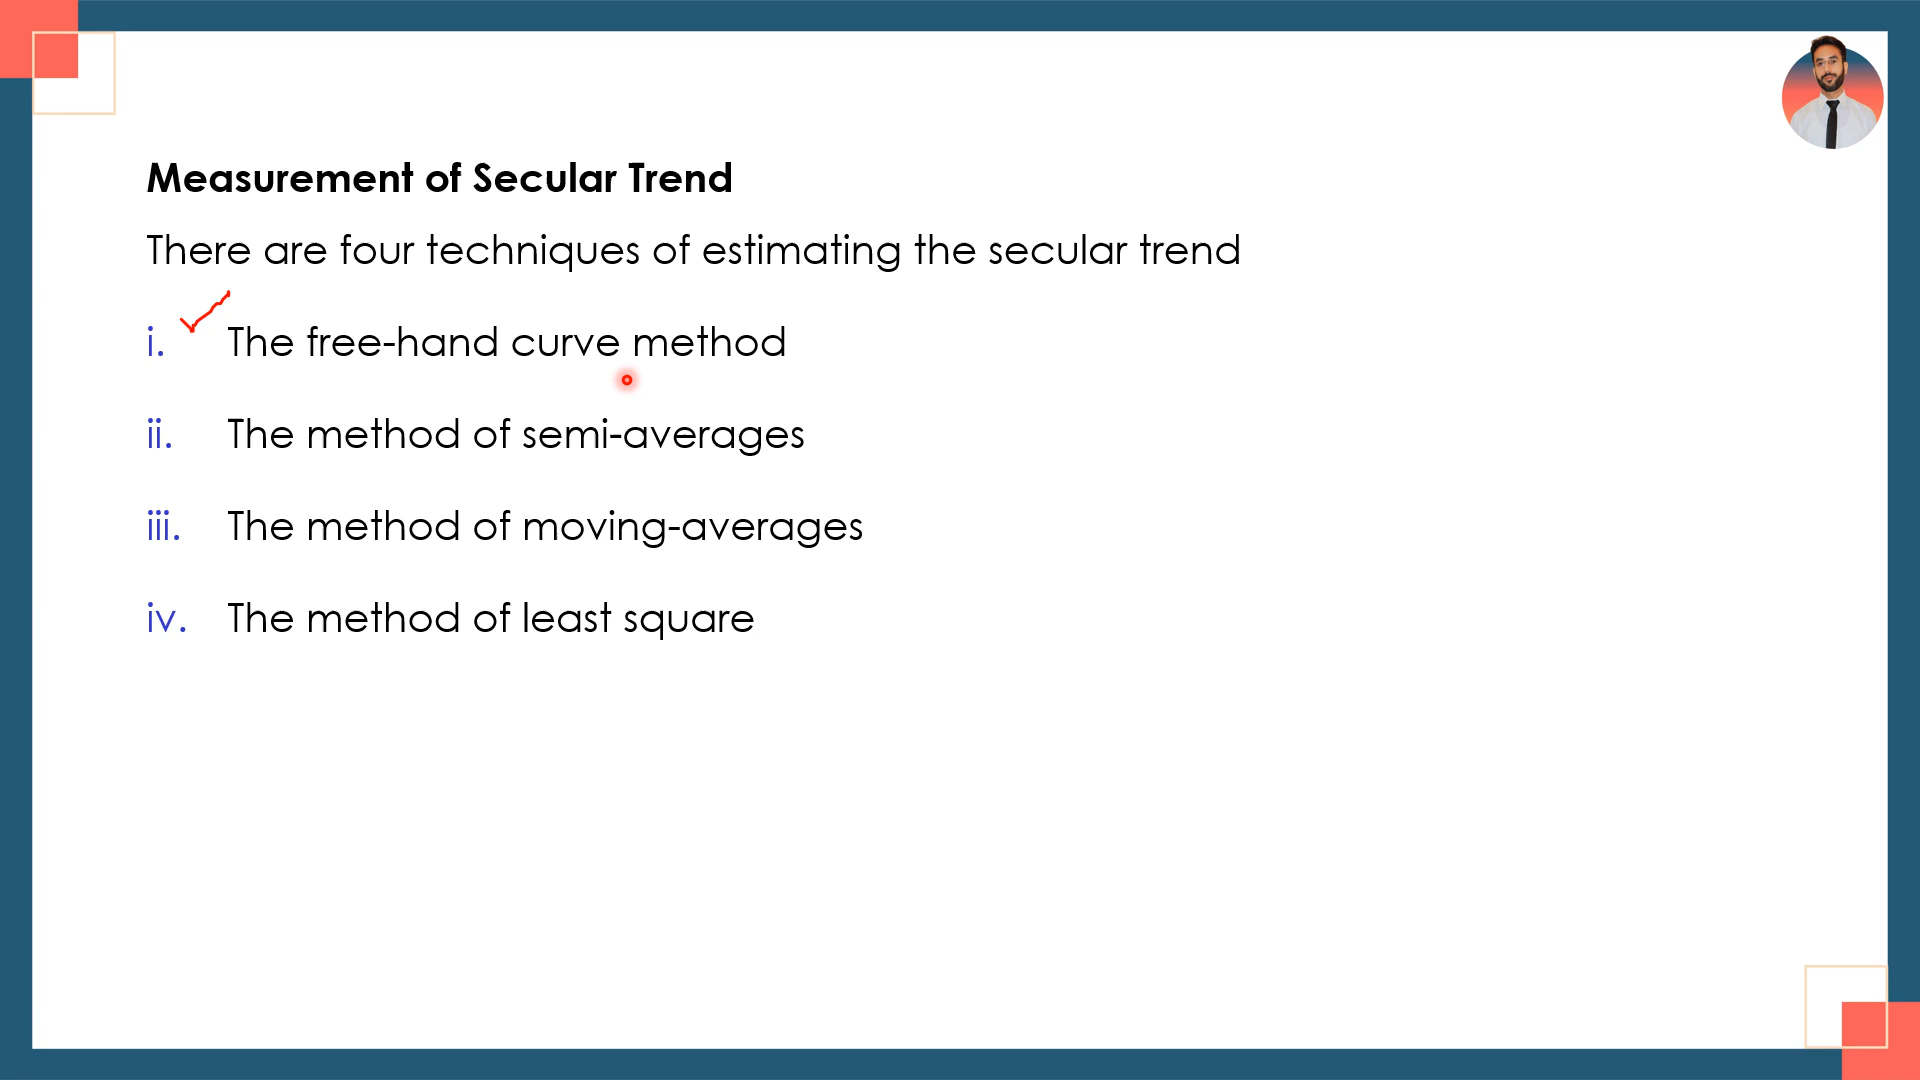 Measurement of Secular Trend
There are four techniques of estimating the secular trend
i. The free-hand curve method
ii. The method of semi-averages
iii. The method of moving-averages
iv. The method of least square